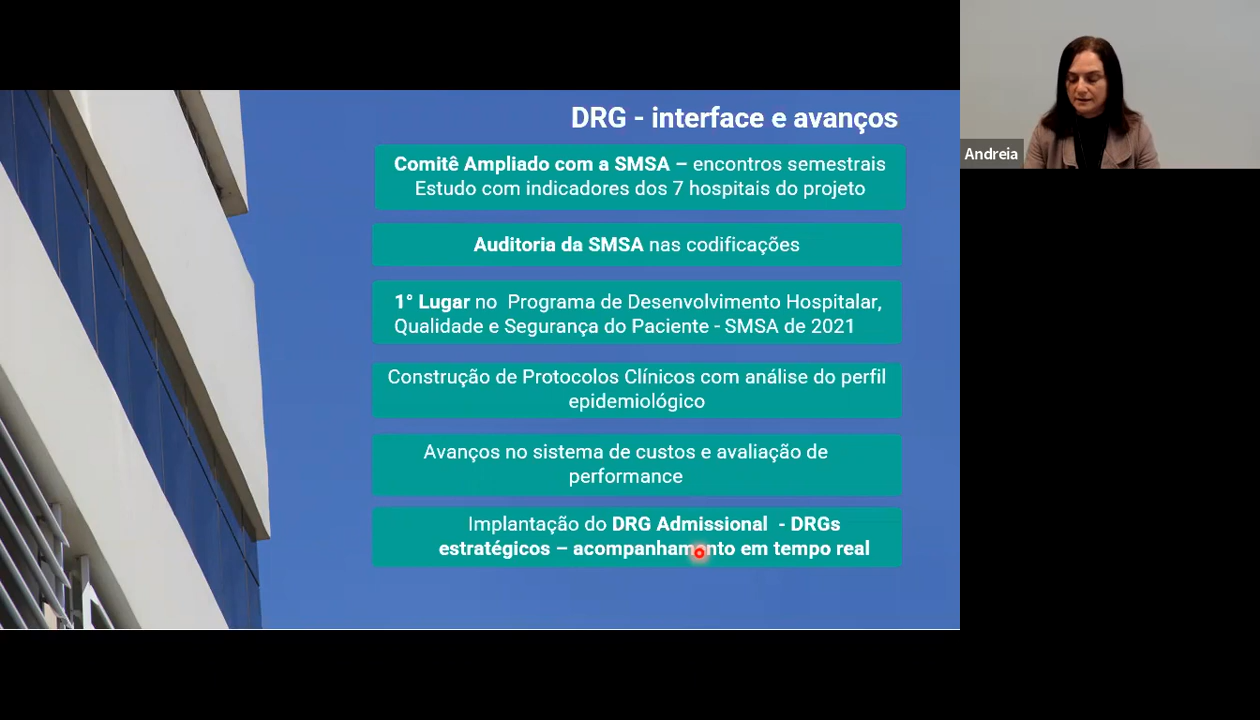 DRG - interface e avanços
Comitê Ampliado com a SMSA – encontros semestrais
Estudo com indicadores dos 7 hospitais do projeto
Auditoria da SMSA nas codificações
1° Lugar no Programa de Desenvolvimento Hospitalar,
Qualidade e Segurança do Paciente - SMSA de 2021
Construção de Protocolos Clínicos com análise do perfil
epidemiológico
Avanços no sistema de custos e avaliação de
performance
Implantação do DRG Admissional - DRGs
estratégicos – acompanhamento em tempo real
Andreia